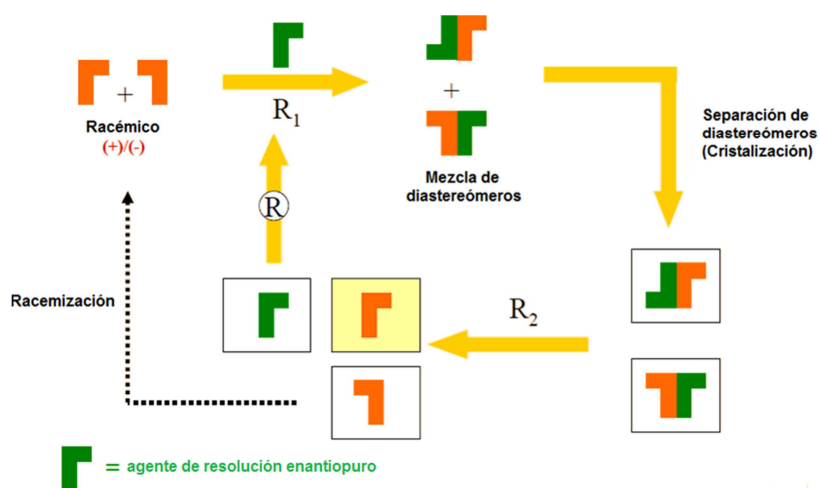 +
Racémico
(+)/(-)
R₁
+
Mezcla de
diastereómeros
Separación de
diastereómeros
(Cristalización)
R
Racemización
R₂
= agente de resolución enantiopuro